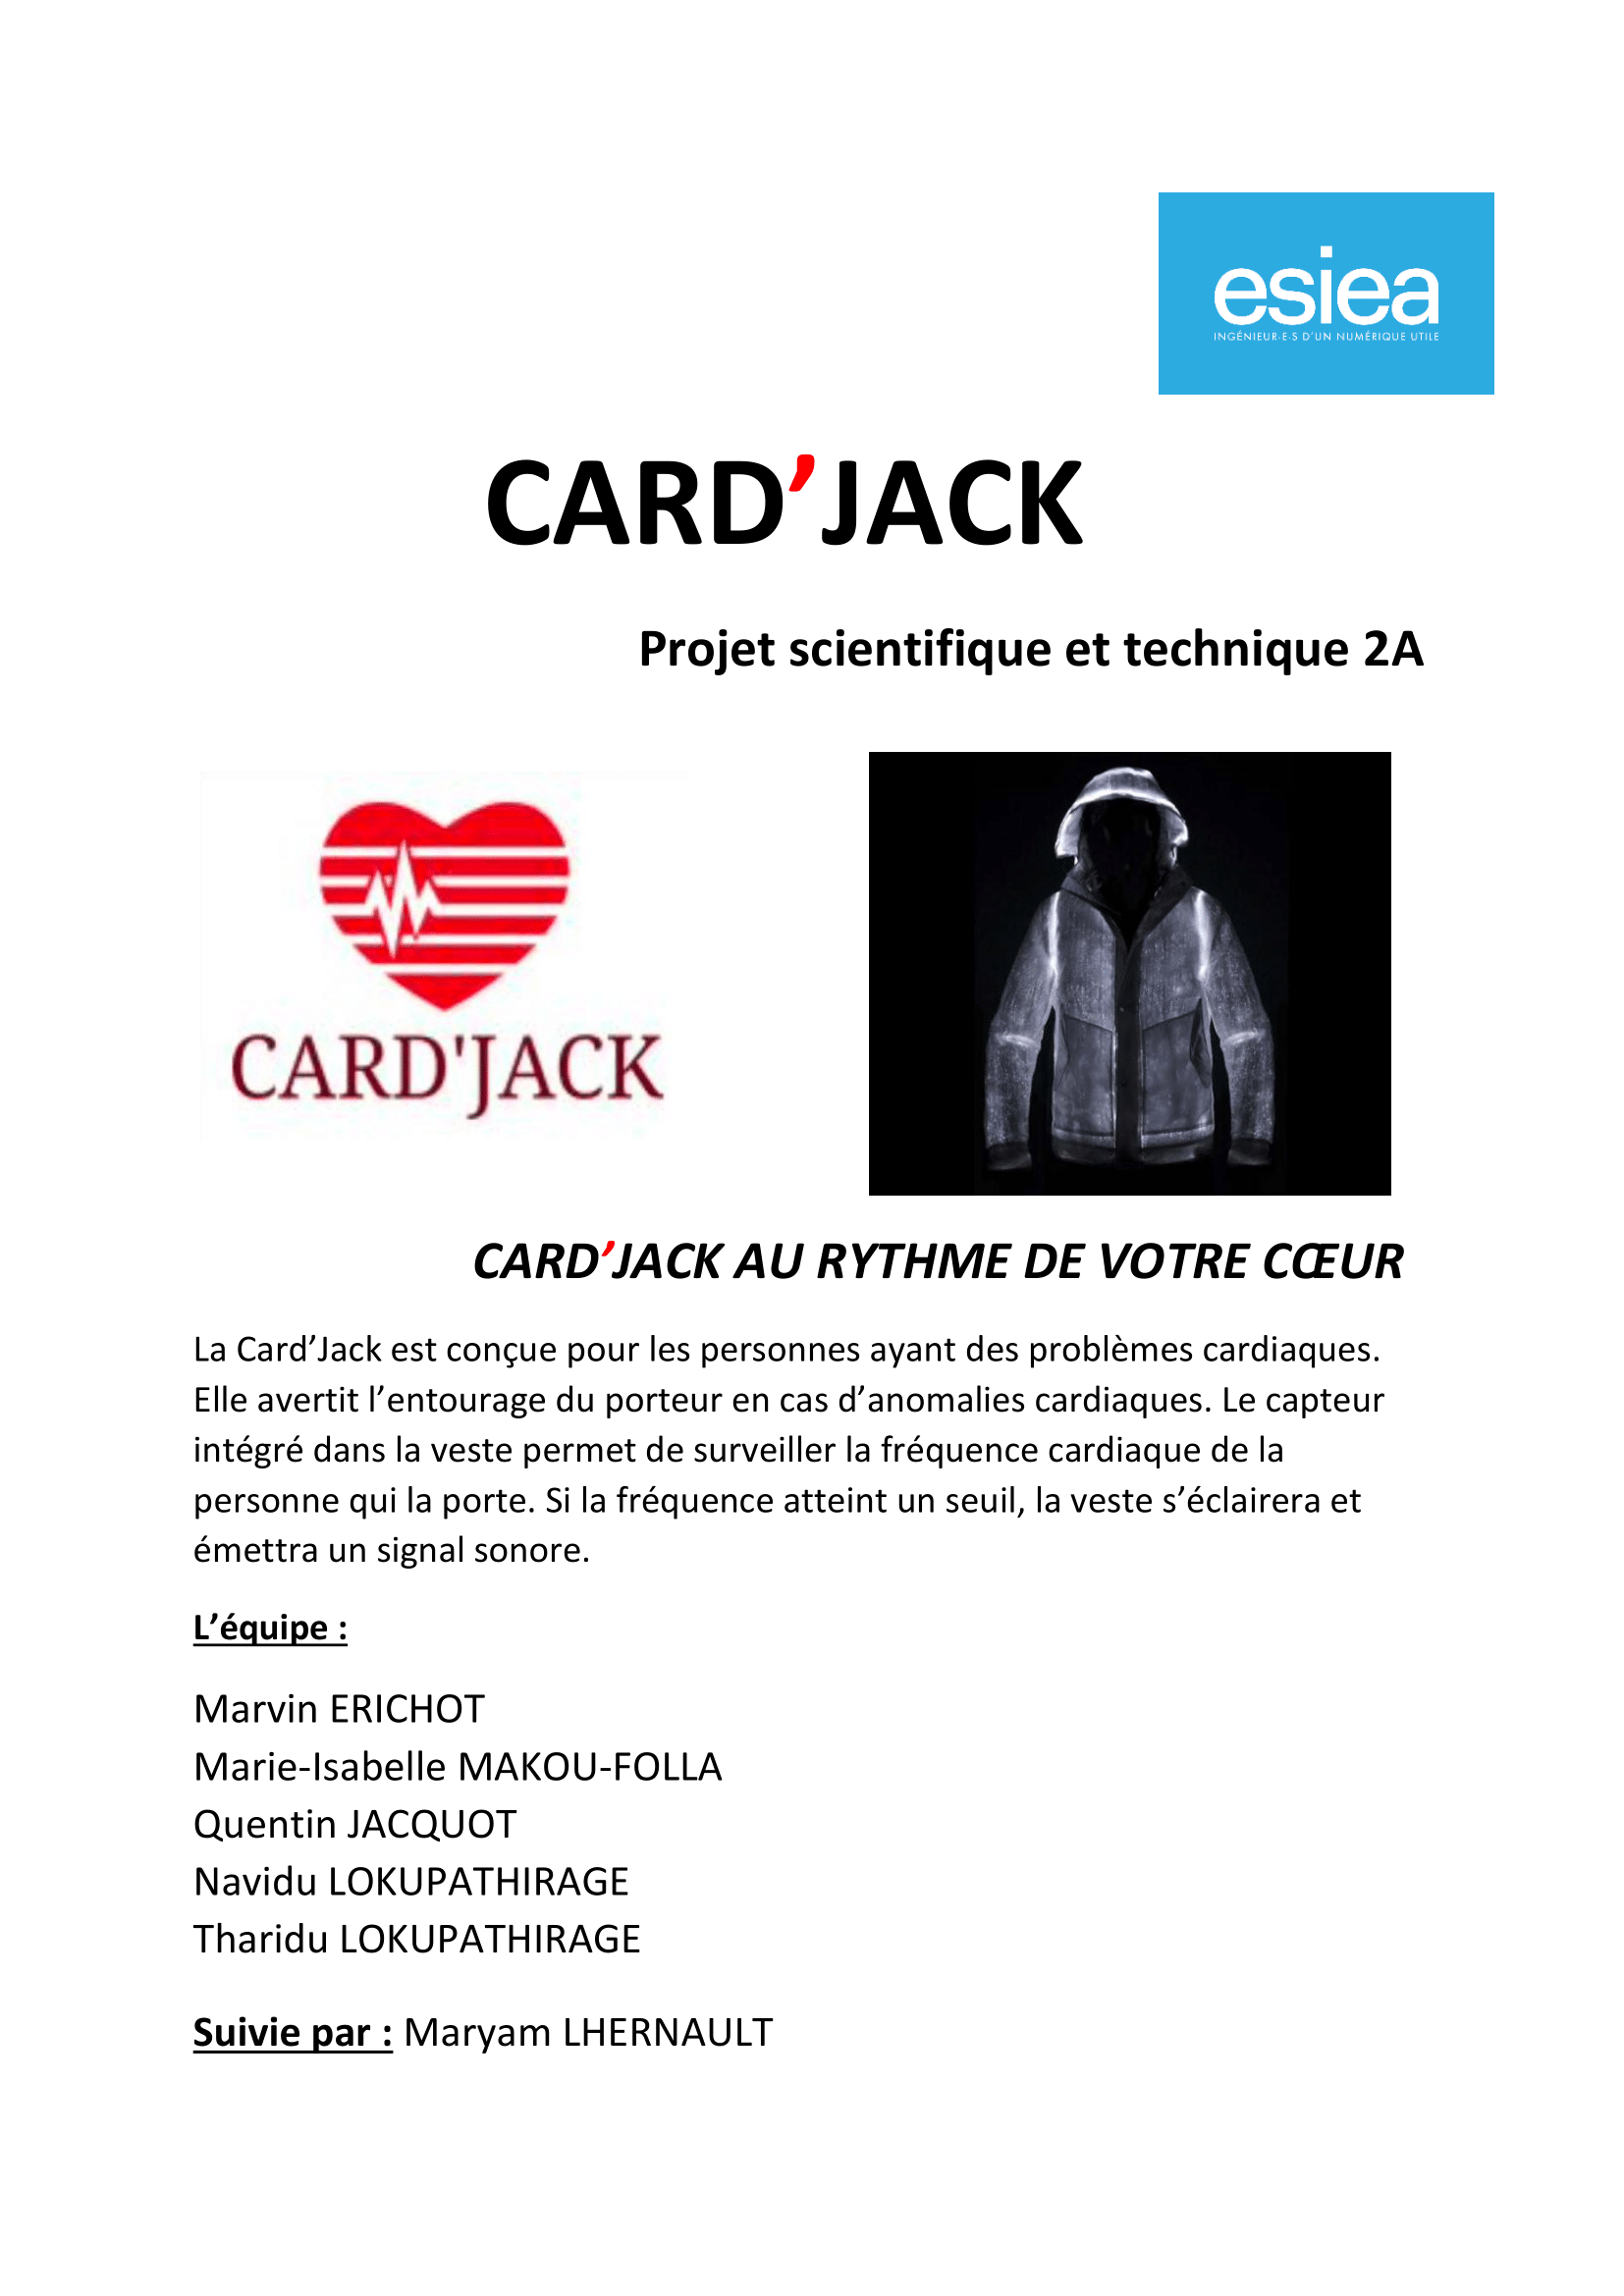 esiea
INGÉNIEUR·E·S D'UN NUMÉRIQUE UTILE
CARD’JACK
Projet scientifique et technique 2A
CARD'JACK
CARD’JACK AU RYTHME DE VOTRE CŒUR
La Card’Jack est conçue pour les personnes ayant des problèmes cardiaques.
Elle avertit l’entourage du porteur en cas d’anomalies cardiaques. Le capteur
intégré dans la veste permet de surveiller la fréquence cardiaque de la
personne qui la porte. Si la fréquence atteint un seuil, la veste s’éclairera et
émettra un signal sonore.
L’équipe :
Marvin ERICHOT
Marie-Isabelle MAKOU-FOLLA
Quentin JACQUOT
Navidu LOKUPATHIRAGE
Tharidu LOKUPATHIRAGE
Suivie par : Maryam LHERNAULT